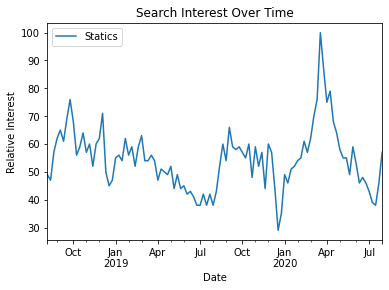 Search Interest Over Time
Statics
Relative Interest
100
90
80
70
60
50
40
30
Oct
Jan
2019
Apr
Jul
Oct
Jan
2020
Apr
Jul
Date